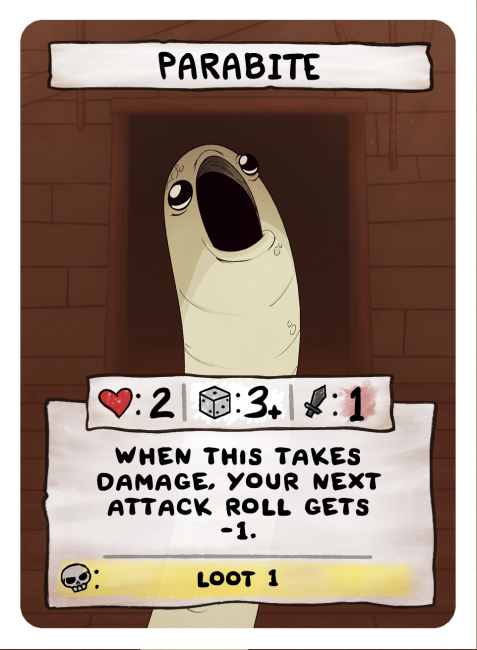 PARABITE
:2 :3+ :1
WHEN THIS TAKES
DAMAGE, YOUR NEXT
ATTACK ROLL GETS
-1.
: LOOT 1